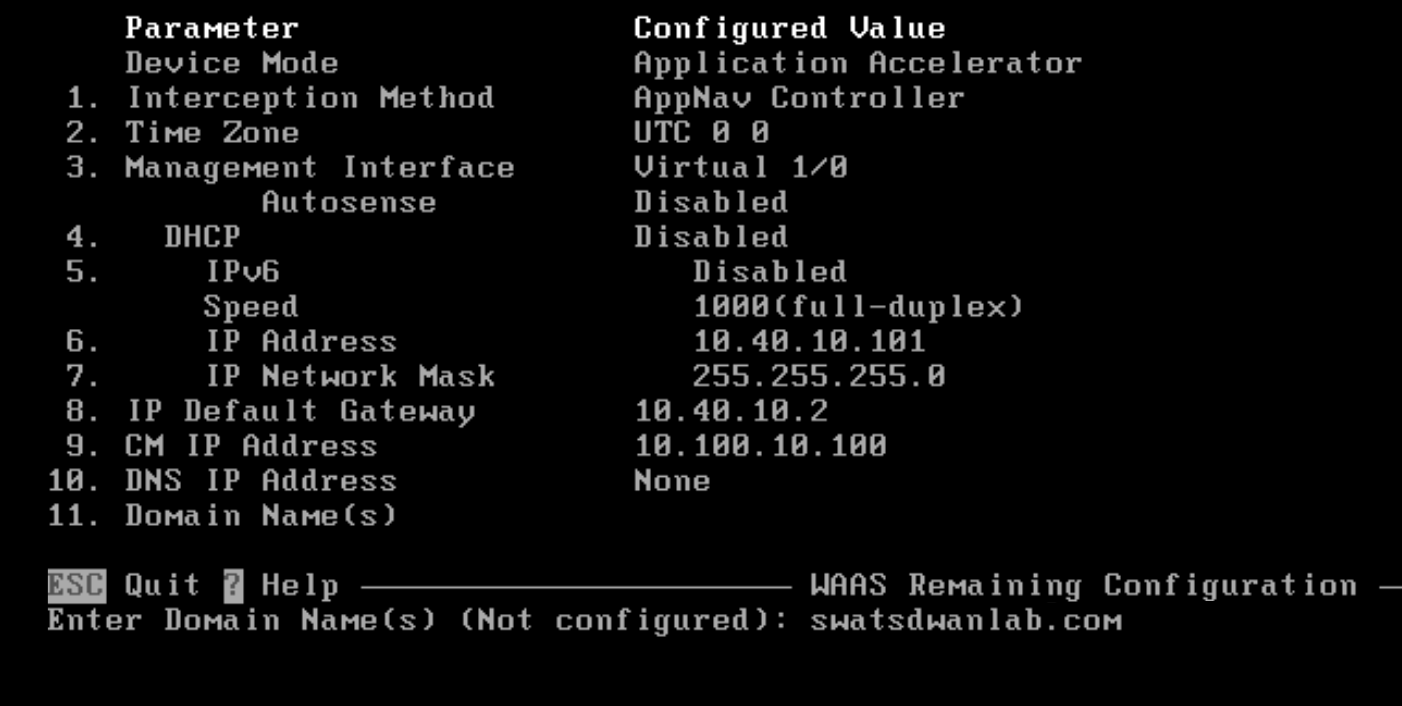 Parameter Configured Value
Device Mode Application Accelerator
1. Interception Method AppNav Controller
2. Time Zone UTC 0 0
3. Management Interface Virtual 1/0
Autosense Disabled
4. DHCP Disabled
5. IPv6 Disabled
Speed 1000(full-duplex)
6. IP Address 10.40.10.101
7. IP Network Mask 255.255.255.0
8. IP Default Gateway 10.40.10.2
9. CM IP Address 10.100.10.100
10. DNS IP Address None
11. Domain Name(s)
ESC Quit ? Help WAAS Remaining Configuration
Enter Domain Name(s) (Not configured): swatsdwanlab.com